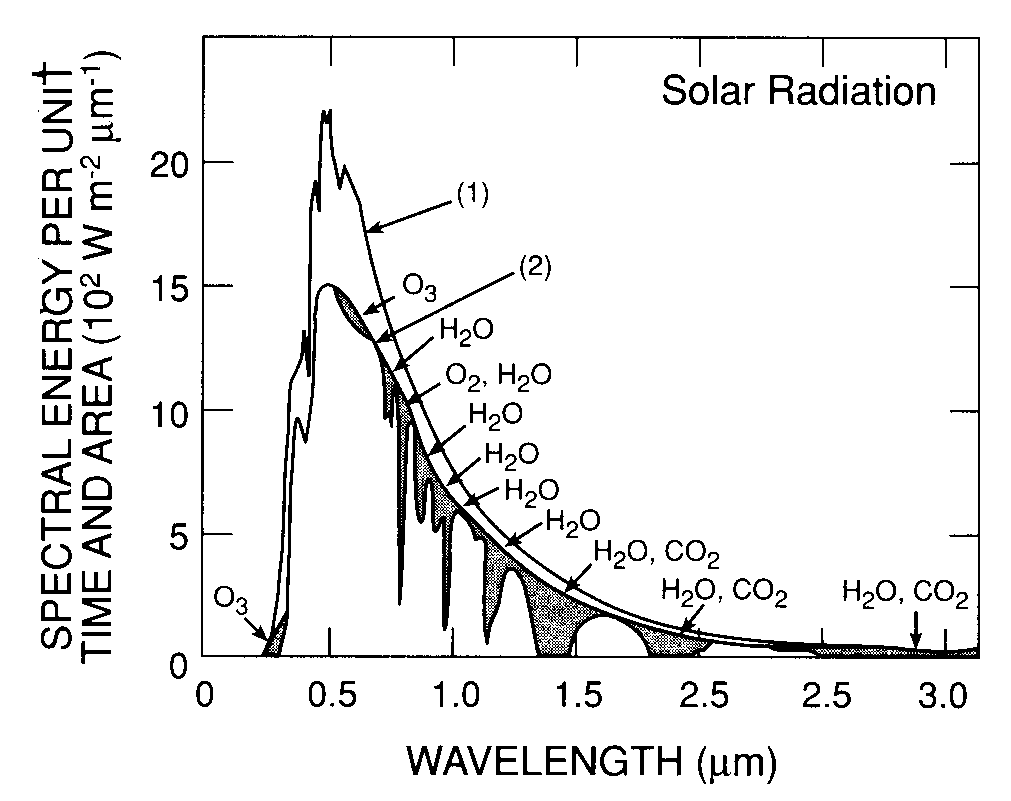 Solar Radiation
SPECTRAL ENERGY PER UNIT
TIME AND AREA (10² W m⁻² μm⁻¹)
20
15
10
5
0
(1)
(2)
O₃
H₂O
O₂, H₂O
H₂O
H₂O
H₂O
H₂O
H₂O, CO₂
H₂O, CO₂
H₂O, CO₂
O₃
0 0.5 1.0 1.5 2.5 2.5 3.0
WAVELENGTH (μm)